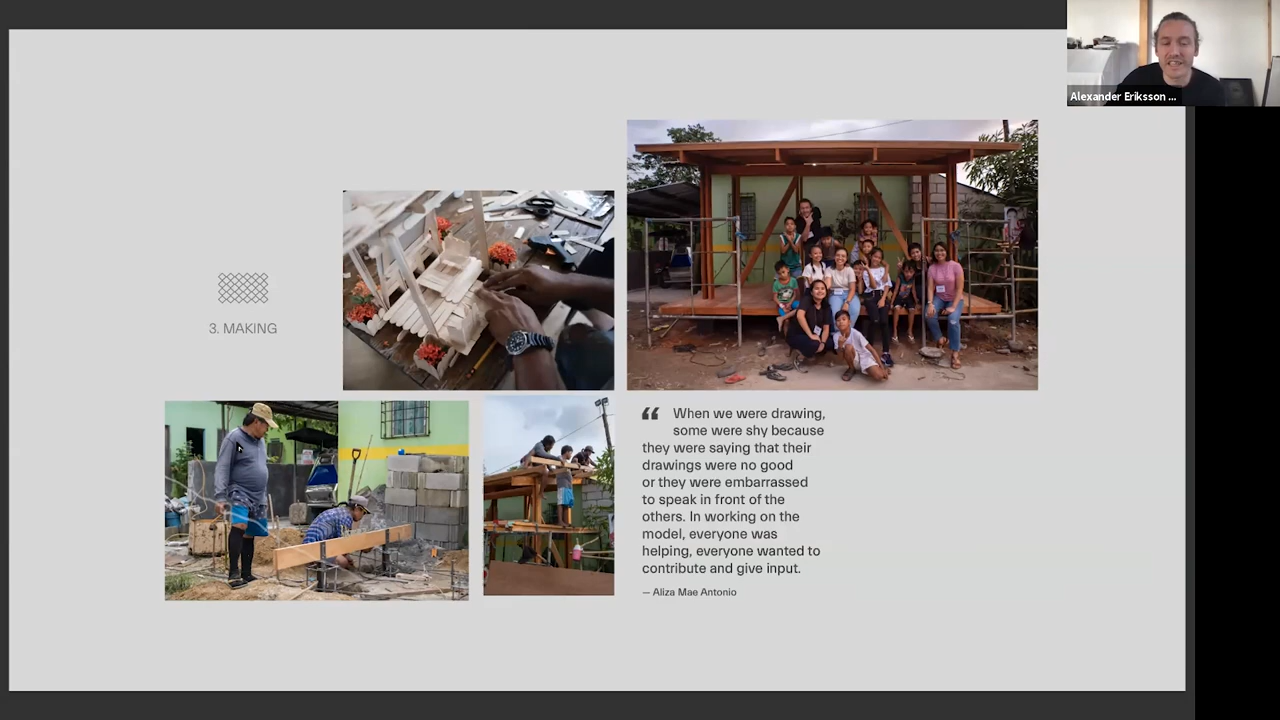 Alexander Eriksson ...
3. MAKING
“ When we were drawing,
some were shy because
they were saying that their
drawings were no good
or they were embarrassed
to speak in front of the
others. In working on the
model, everyone was
helping, everyone wanted to
contribute and give input.
— Aliza Mae Antonio